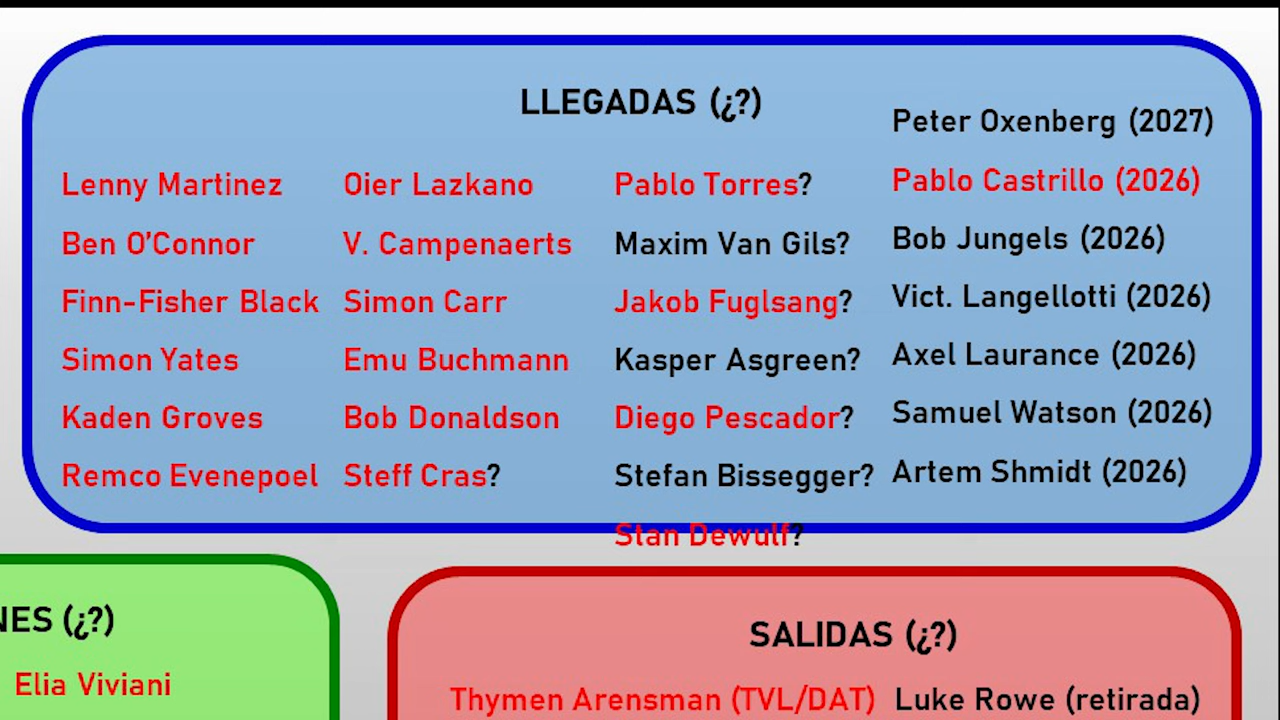 LLEGADAS (¿?)
Lenny Martinez
Ben O’Connor
Finn-Fisher Black
Simon Yates
Kaden Groves
Remco Evenepoel
Oier Lazkano
V. Campenaerts
Simon Carr
Emu Buchmann
Bob Donaldson
Steff Cras?
Pablo Torres?
Maxim Van Gils?
Jakob Fuglsang?
Kasper Asgreen?
Diego Pescador?
Stefan Bissegger?
Stan Dewulf?
Peter Oxenberg (2027)
Pablo Castrillo (2026)
Bob Jungels (2026)
Vict. Langellotti (2026)
Axel Laurance (2026)
Samuel Watson (2026)
Artem Shmidt (2026)
NES (¿?)
Elia Viviani
SALIDAS (¿?)
Thymen Arensman (TVL/DAT)
Luke Rowe (retirada)